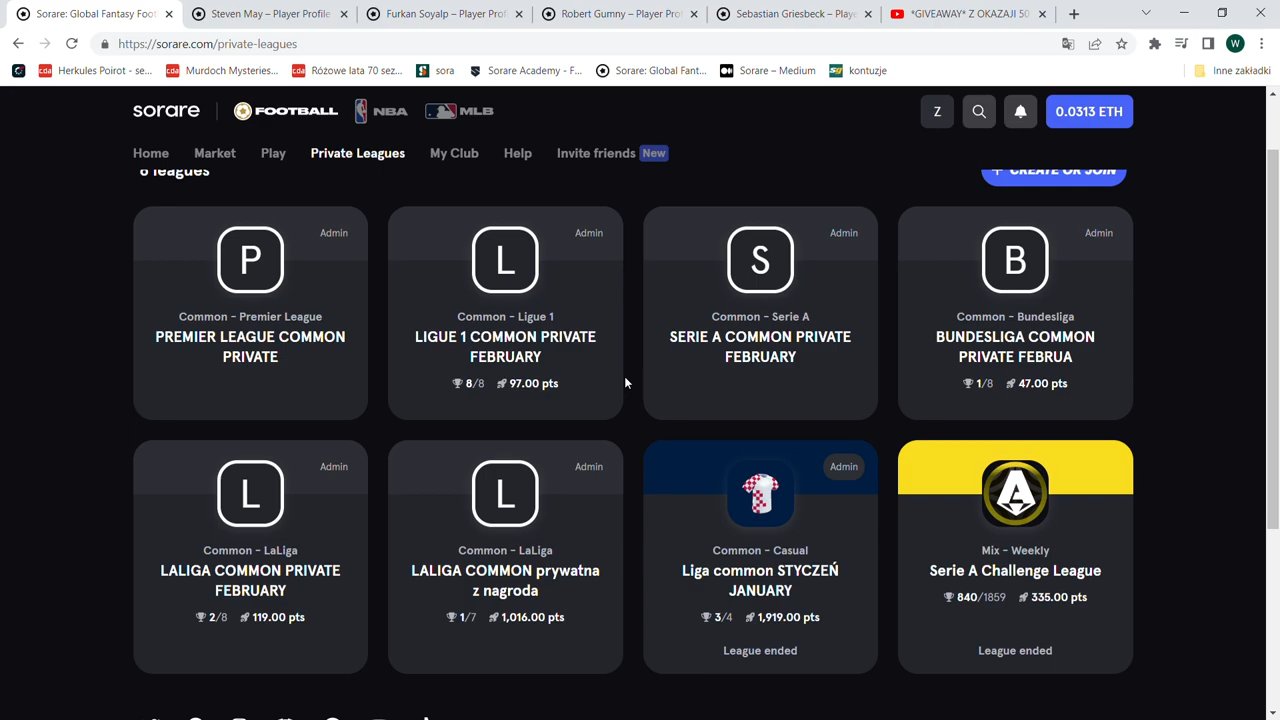 Sorare: Global Fantasy Foot
Steven May – Player Profile
Furkan Soyalp – Player Prof
Robert Gumny – Player Prof
Sebastian Griesbeck – Playe
*GIVEAWAY* Z OKAZAJI 50
https://sorare.com/private-leagues
W
cda Herkules Poirot - se...
cda Murdoch Mysteries...
cda Różowe lata 70 sez...
sora
Sorare Academy - F...
Sorare: Global Fant...
Sorare – Medium
sg kontuzje
Inne zakładki
sorare
FOOTBALL
NBA
MLB
Z
0.0313 ETH
Home
Market
Play
Private Leagues
My Club
Help
Invite friends New
8 leagues
+ CREATE OR JOIN
Admin
P
Common - Premier League
PREMIER LEAGUE COMMON
PRIVATE
Admin
L
Common - Ligue 1
LIGUE 1 COMMON PRIVATE
FEBRUARY
8/8 97.00 pts
Admin
S
Common - Serie A
SERIE A COMMON PRIVATE
FEBRUARY
Admin
B
Common - Bundesliga
BUNDESLIGA COMMON
PRIVATE FEBRUA
1/8 47.00 pts
Admin
L
Common - LaLiga
LALIGA COMMON PRIVATE
FEBRUARY
2/8 119.00 pts
Admin
L
Common - LaLiga
LALIGA COMMON prywatna
z nagroda
1/7 1,016.00 pts
Admin
Common - Casual
Liga common STYCZEŃ
JANUARY
3/4 1,919.00 pts
League ended
A
Mix - Weekly
Serie A Challenge League
840/1859 335.00 pts
League ended